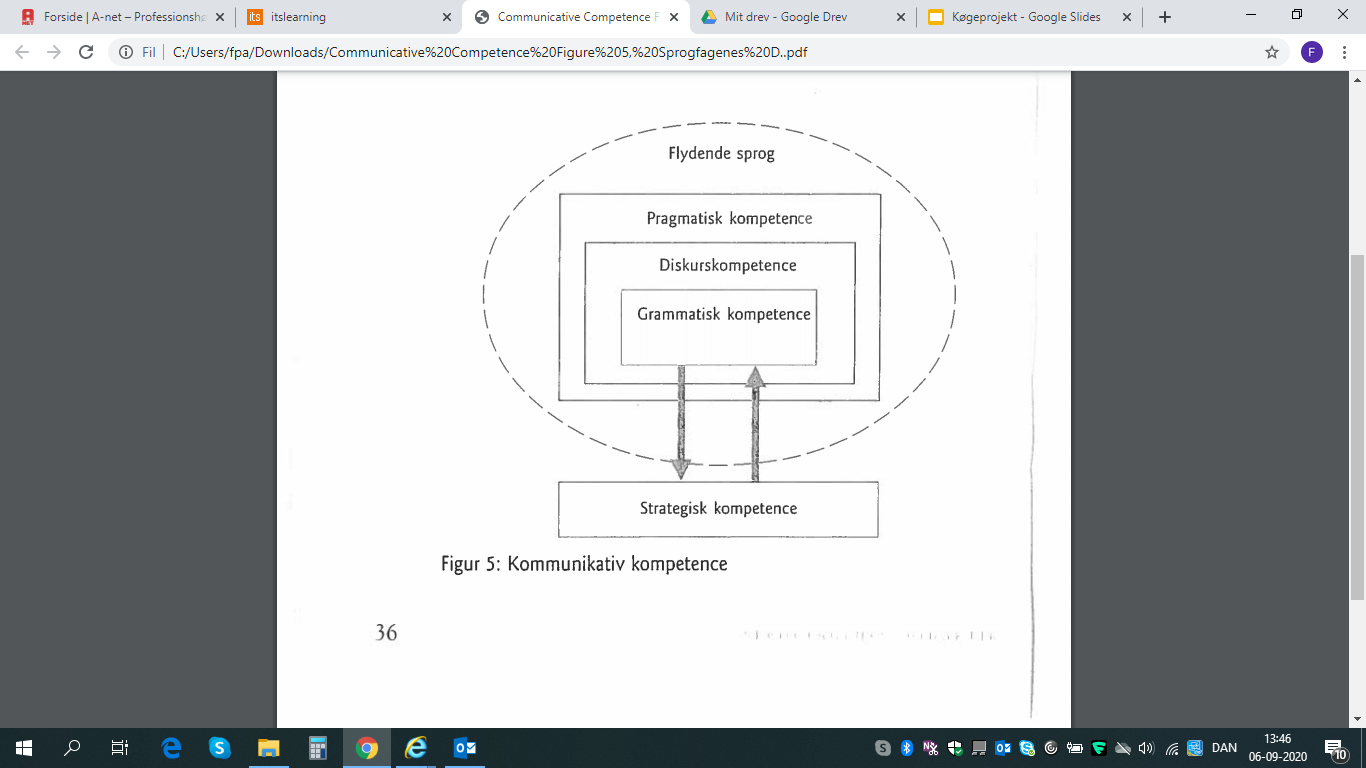 Forside | A-net – Professionshø
itslearning
Communicative Competence F
Mit drev - Google Drev
Køgeprojekt - Google Slides
Fil
C:/Users/fpa/Downloads/Communicative%20Competence%20Figure%205,%20Sprogfagenes%20D..pdf
F
Flydende sprog
Pragmatisk kompetence
Diskurskompetence
Grammatisk kompetence
Strategisk kompetence
Figur 5: Kommunikativ kompetence
36
DAN
13:46
06-09-2020
10